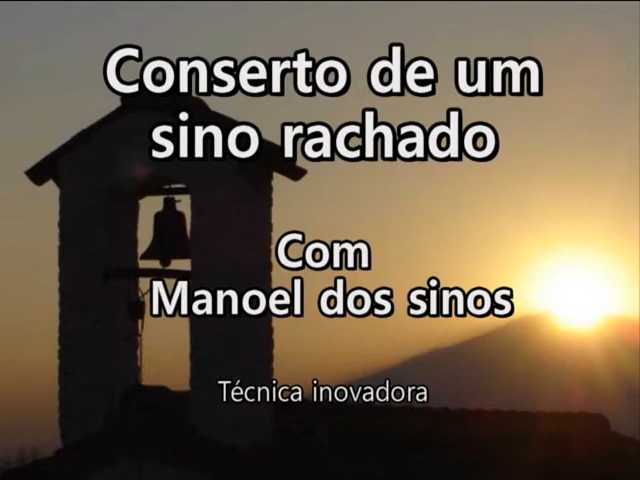 Conserto de um
sino rachado
Com
Manoel dos sinos
Técnica inovadora